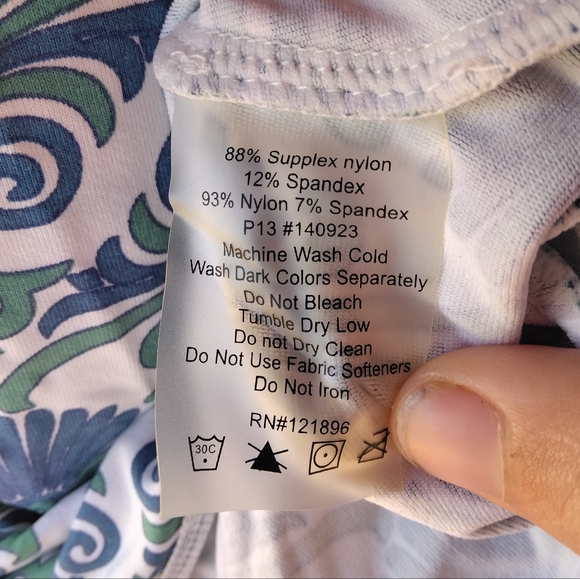 88% Supplex nylon
12% Spandex
93% Nylon 7% Spandex
P13 #140923
Machine Wash Cold
Wash Dark Colors Separately
Do Not Bleach
Tumble Dry Low
Do not Dry Clean
Do Not Use Fabric Softeners
Do Not Iron
RN#121896
30C